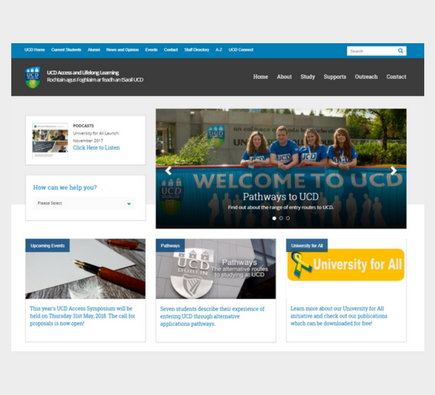 UCD Home Current Students Alumni News and Opinion Events Contact Staff Directory A-Z UCD Connect
Search
UCD
DUBLIN
UCD Access and Lifelong Learning
Rochtain agus Foghlaim ar feadh an tSaoil UCD
Home About Study Supports Outreach Contact
PODCASTS
University for All Launch
November 2017
Click Here to Listen
How can we help you?
Please Select
UCD
WELCOME TO UCD
Pathways to UCD
Find out about the range of entry routes to UCD.
Upcoming Events
This year's UCD Access Symposium will be
held on Thursday 31st May, 2018. The call for
proposals is now open!
Pathways
UCD
DUBLIN
Pathways
The alternative routes
to studying at UCD
Seven students describe their experience of
entering UCD through alternative
applications pathways.
University for All
University for All
Learn more about our University for All
initiative and check out our publications
which can be downloaded for free!